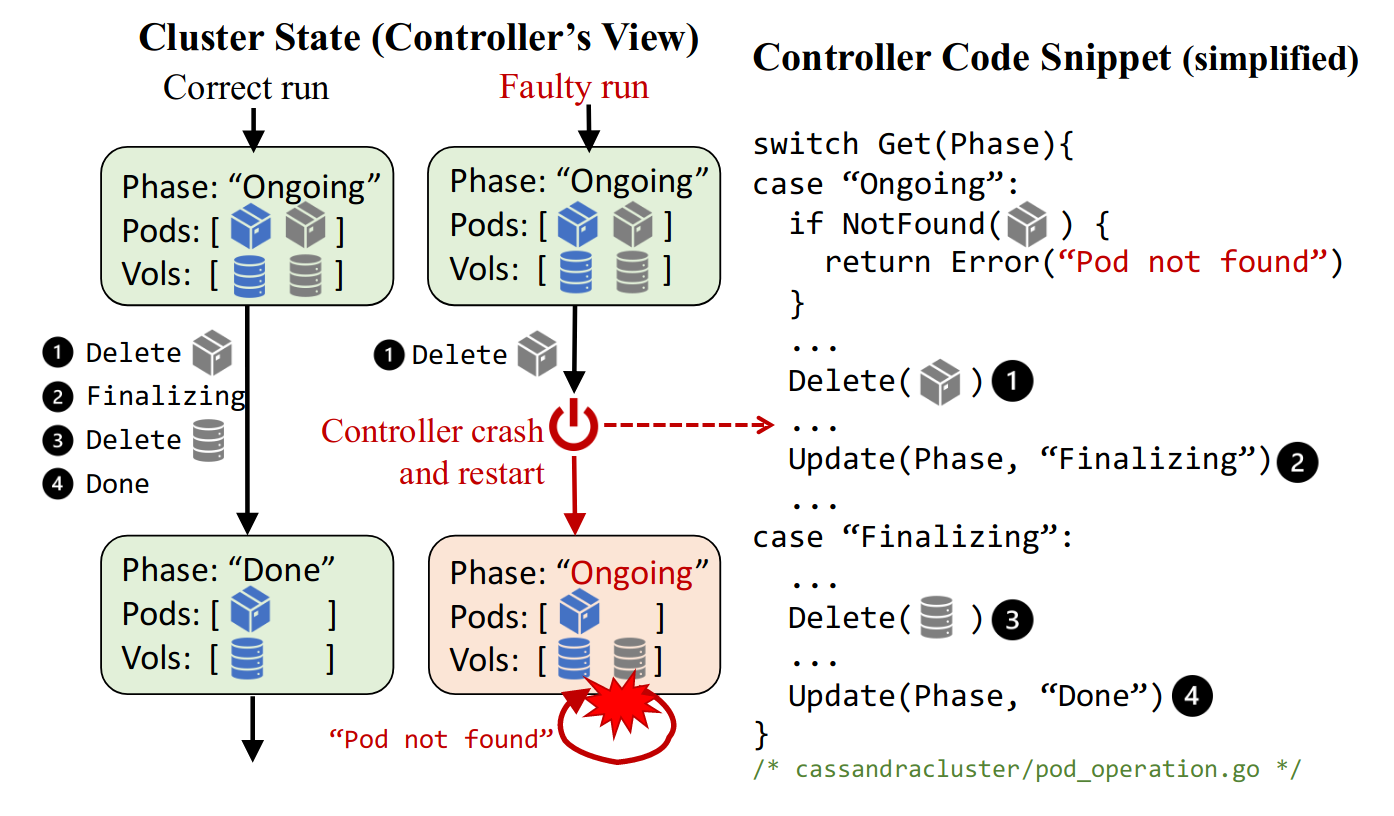 Cluster State (Controller’s View)
Correct run
Faulty run
Phase: “Ongoing”
Pods: [ ]
Vols: [ ]
Phase: “Ongoing”
Pods: [ ]
Vols: [ ]
1 Delete
2 Finalizing
3 Delete
4 Done
1 Delete
Controller crash
and restart
Phase: “Done”
Pods: [ ]
Vols: [ ]
Phase: “Ongoing”
Pods: [ ]
Vols: [ ]
“Pod not found”
Controller Code Snippet (simplified)
switch Get(Phase){
case “Ongoing”:
if NotFound( ) {
return Error(“Pod not found”)
}
...
Delete( ) 1
...
Update(Phase, “Finalizing”) 2
...
case “Finalizing”:
...
Delete( ) 3
...
Update(Phase, “Done”) 4
}
/* cassandracluster/pod_operation.go */